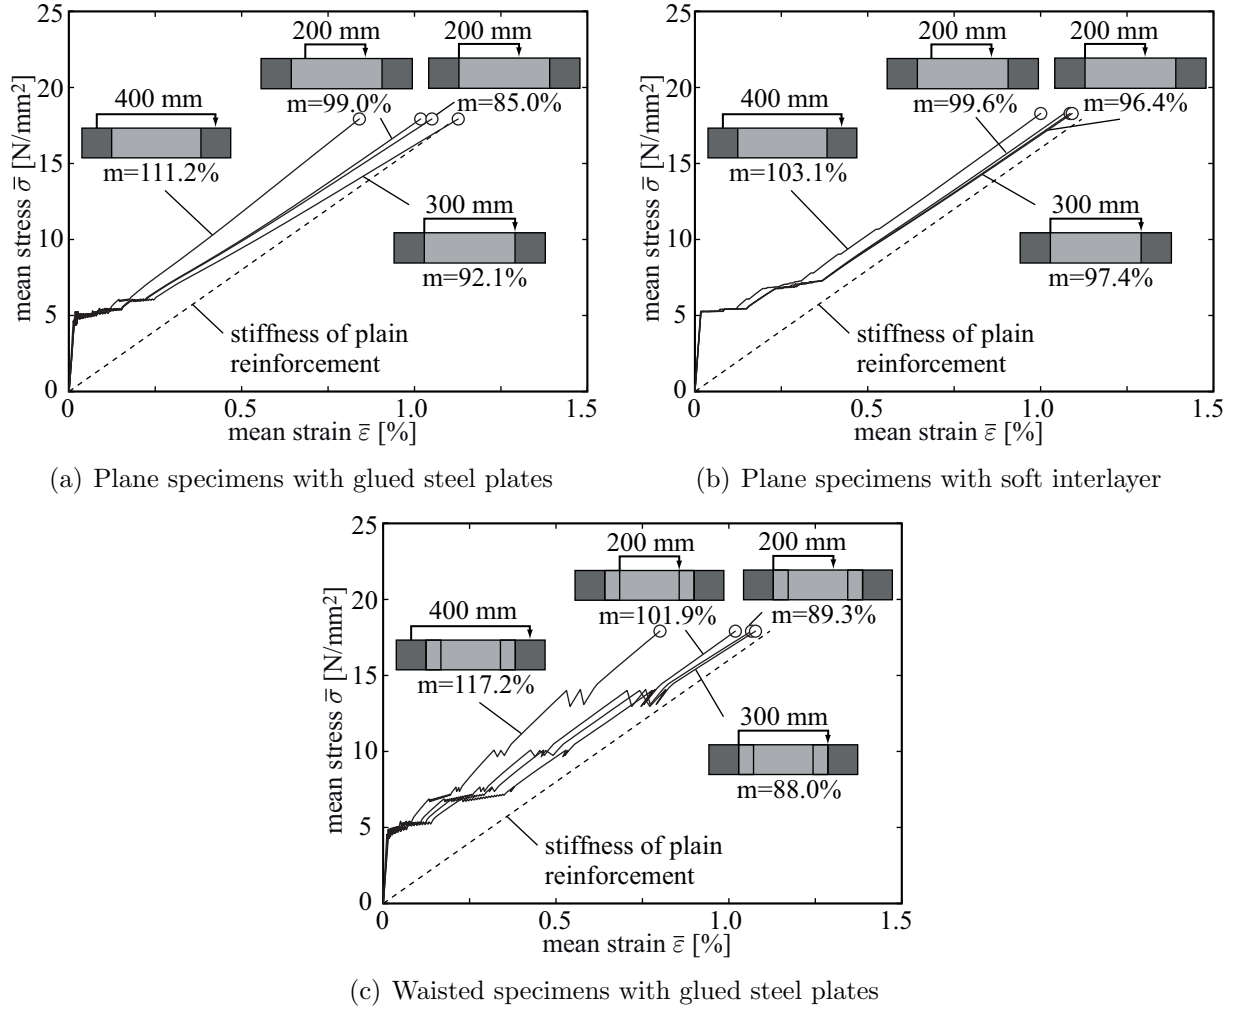 25
20
15
10
5
0
mean stress σ̄ [N/mm²]
200 mm
m=99.0%
200 mm
m=85.0%
400 mm
m=111.2%
300 mm
m=92.1%
stiffness of plain
reinforcement
0
0.5
1.0
1.5
mean strain ε̄ [%]
(a) Plane specimens with glued steel plates
25
20
15
10
5
0
mean stress σ̄ [N/mm²]
200 mm
m=99.6%
200 mm
m=96.4%
400 mm
m=103.1%
300 mm
m=97.4%
stiffness of plain
reinforcement
0
0.5
1.0
1.5
mean strain ε̄ [%]
(b) Plane specimens with soft interlayer
25
20
15
10
5
0
mean stress σ̄ [N/mm²]
200 mm
m=101.9%
200 mm
m=89.3%
400 mm
m=117.2%
300 mm
m=88.0%
stiffness of plain
reinforcement
0
0.5
1.0
1.5
mean strain ε̄ [%]
(c) Waisted specimens with glued steel plates